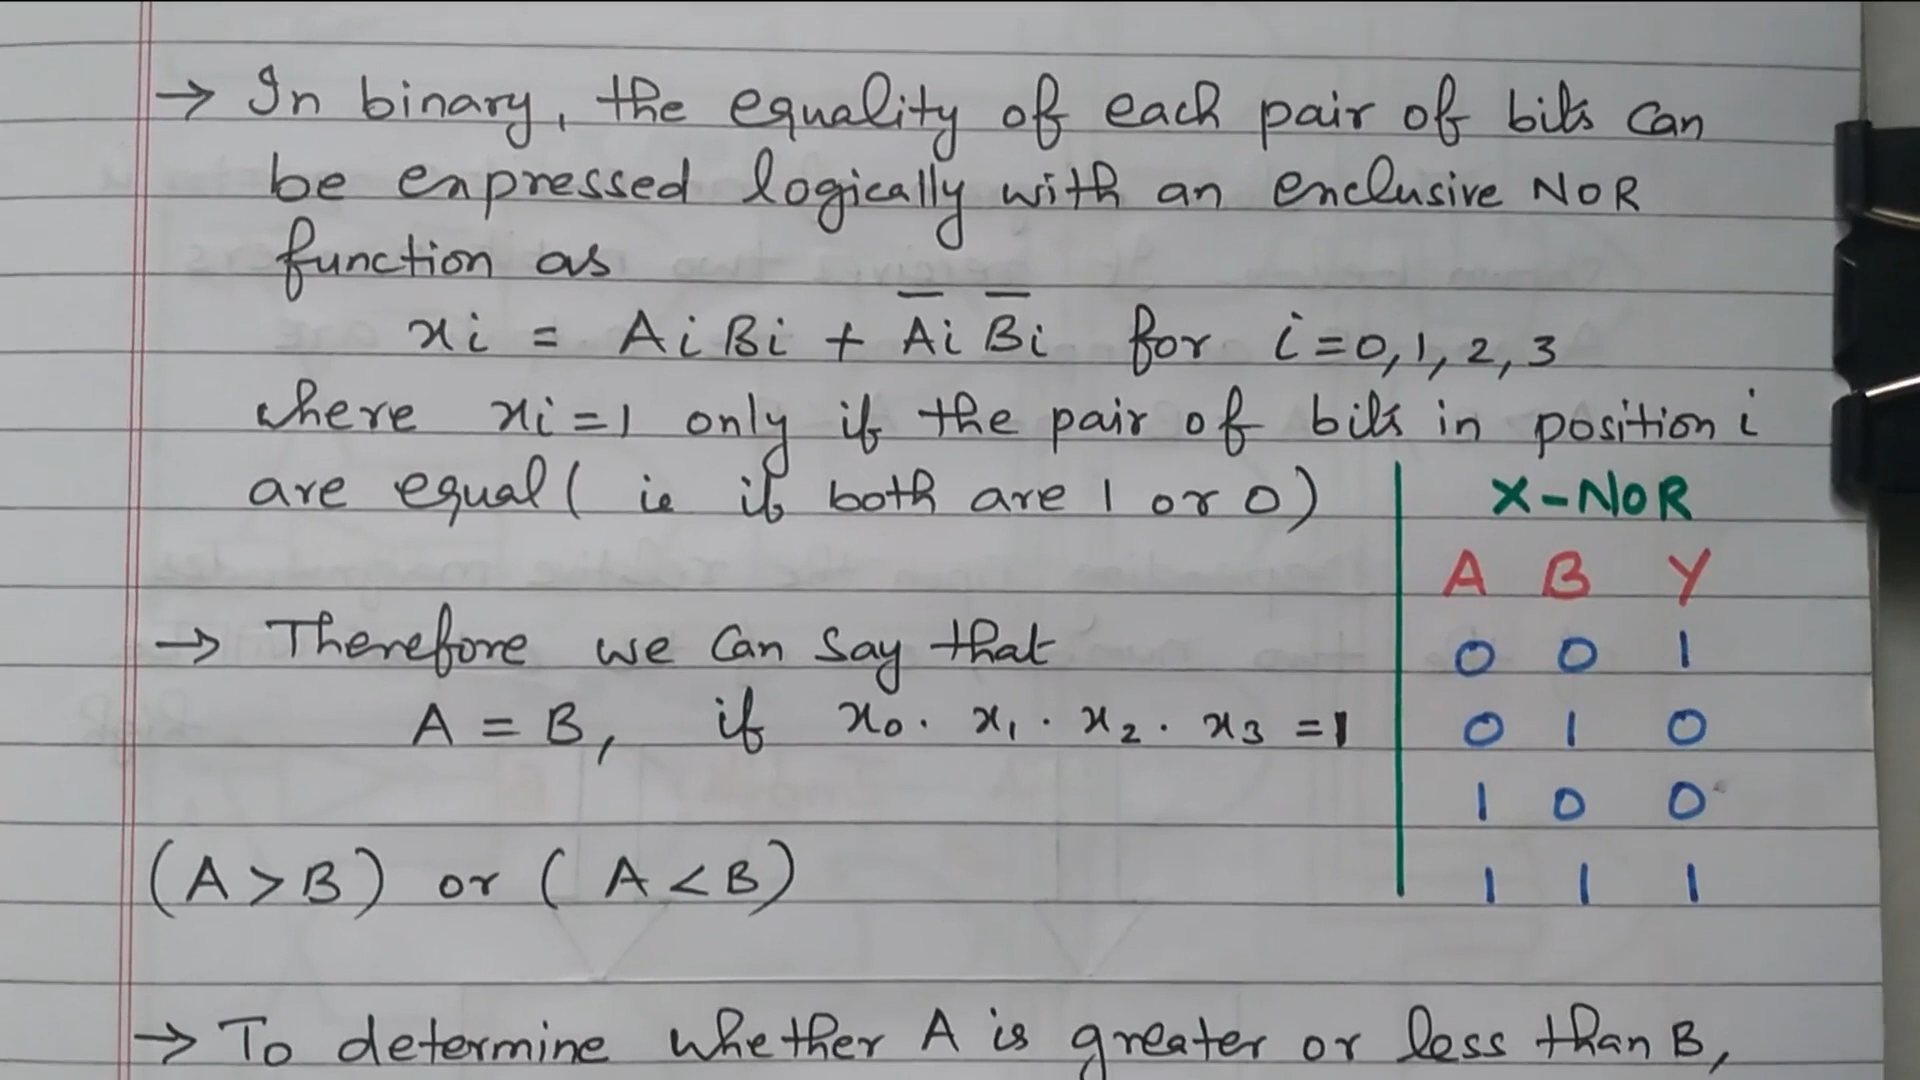 → In binary, the equality of each pair of bits can
be expressed logically with an exclusive NOR
function as
xi = AiBi + A̅i B̅i for i=0,1,2,3
where xi=1 only if the pair of bits in position i
are equal ( ie if both are 1 or 0)
→ Therefore we can say that
A = B, if x₀ . x₁ . x₂ . x₃ = 1
(A>B) or ( A<B)
X-NOR
A B Y
0 0 1
0 1 0
1 0 0
1 1 1
→ To determine whether A is greater or less than B,